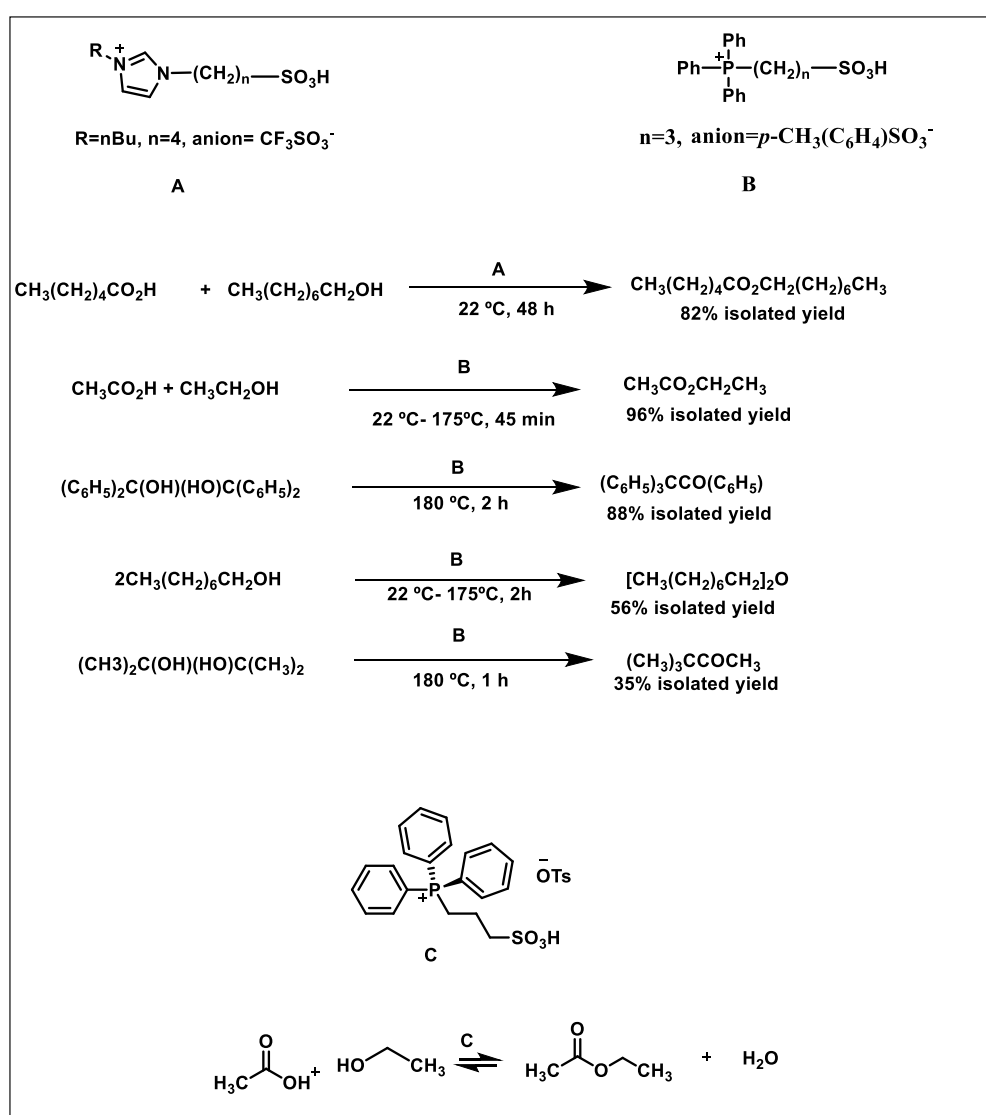 R
+
N
N
(CH₂)ₙ
SO₃H
R=nBu, n=4, anion= CF₃SO₃⁻
A
Ph
+
Ph
P
(CH₂)ₙ
SO₃H
Ph
n=3, anion=p-CH₃(C₆H₄)SO₃⁻
B
CH₃(CH₂)₄CO₂H + CH₃(CH₂)₆CH₂OH
A
22 ºC, 48 h
CH₃(CH₂)₄CO₂CH₂(CH₂)₆CH₃
82% isolated yield
CH₃CO₂H + CH₃CH₂OH
B
22 ºC- 175ºC, 45 min
CH₃CO₂CH₂CH₃
96% isolated yield
(C₆H₅)₂C(OH)(HO)C(C₆H₅)₂
B
180 ºC, 2 h
(C₆H₅)₃CCO(C₆H₅)
88% isolated yield
2CH₃(CH₂)₆CH₂OH
B
22 ºC- 175ºC, 2h
[CH₃(CH₂)₆CH₂]₂O
56% isolated yield
(CH3)₂C(OH)(HO)C(CH₃)₂
B
180 ºC, 1 h
(CH₃)₃CCOCH₃
35% isolated yield
P
+
SO₃H
⁻OTs
C
O
H₃C
OH
+
HO
CH₃
C
O
H₃C
O
CH₃
+
H₂O